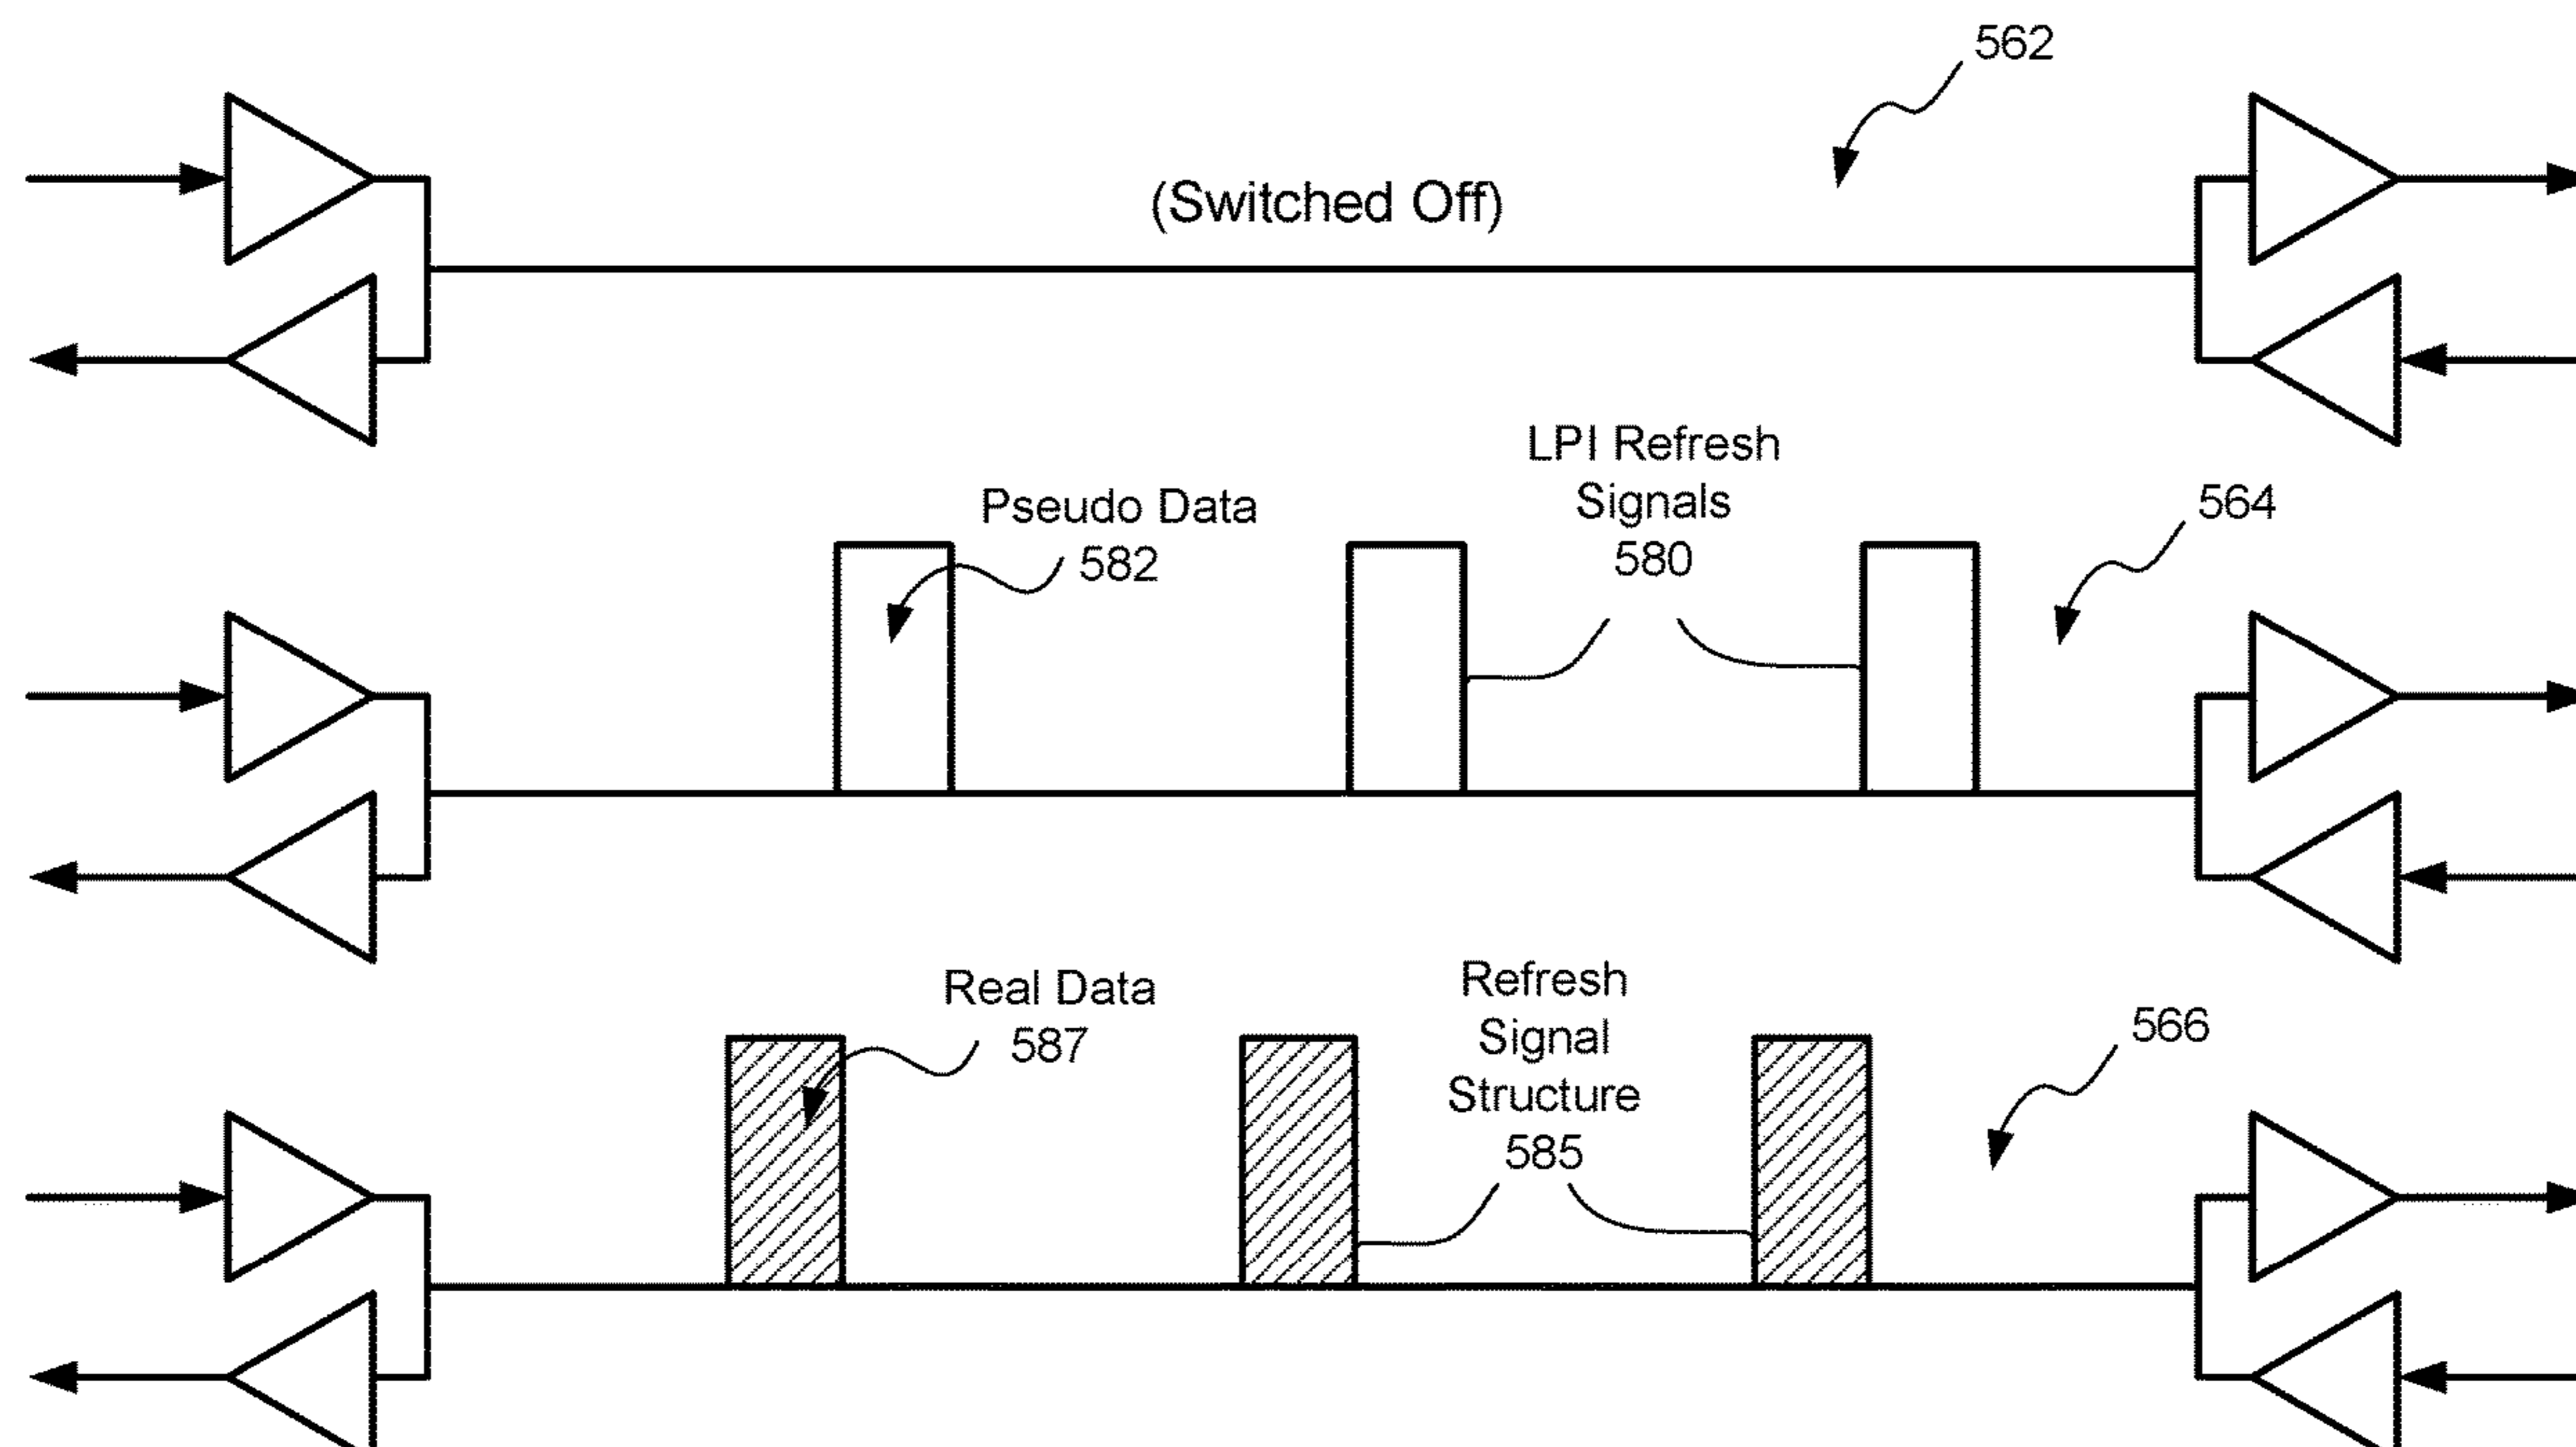 562
(Switched Off)
LPI Refresh
Signals
580
Pseudo Data
582
564
Real Data
587
Refresh
Signal
Structure
585
566